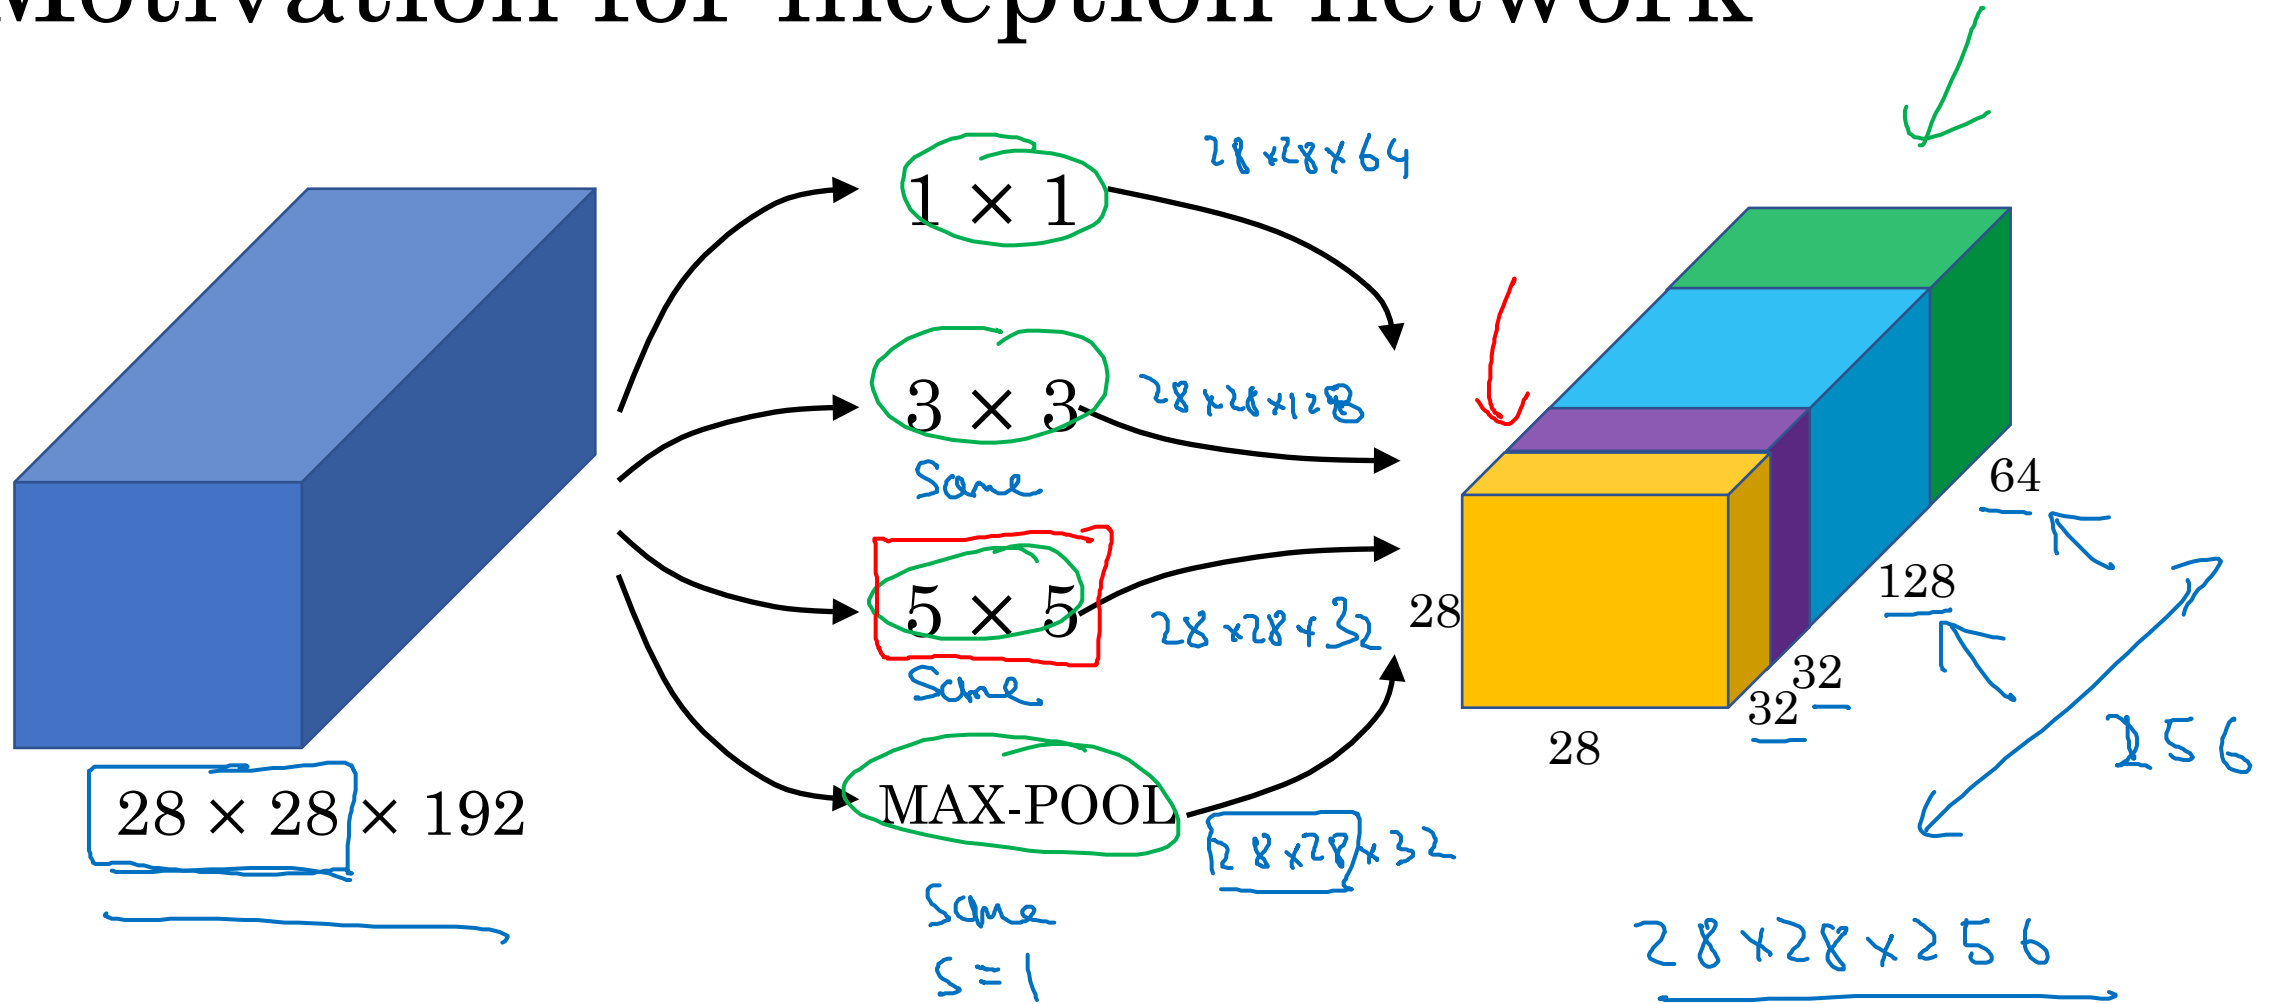 Motivation for inception network
1 × 1
28×28×64
3 × 3
28×28×128
Same
5 × 5
28×28×32
Same
MAX-POOL
28×28×32
Same
s = 1
28 × 28 × 192
64
128
32
32
28
28
256
28×28×256